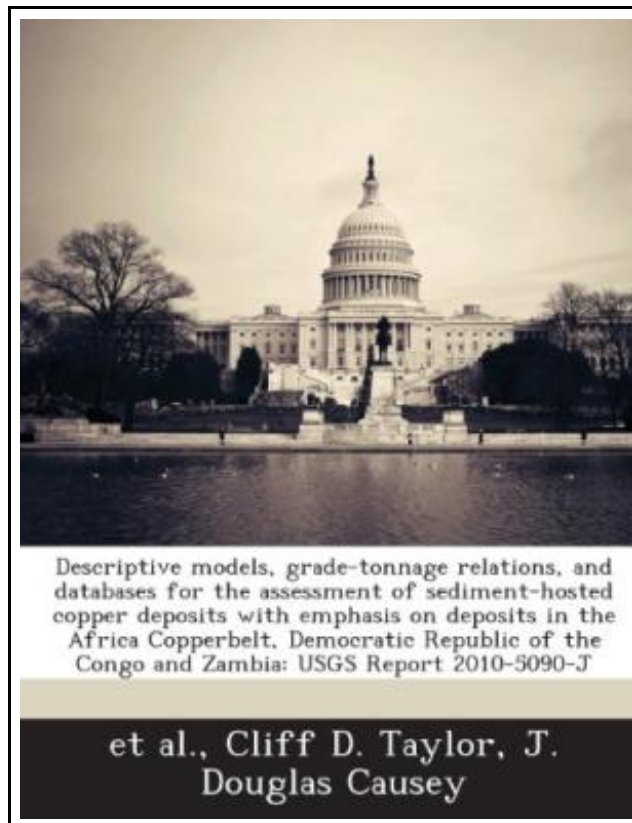 Descriptive models, grade-tonnage relations, and
databases for the assessment of sediment-hosted
copper deposits with emphasis on deposits in the
Africa Copperbelt, Democratic Republic of the
Congo and Zambia: USGS Report 2010-5090-J
et al., Cliff D. Taylor, J.
Douglas Causey